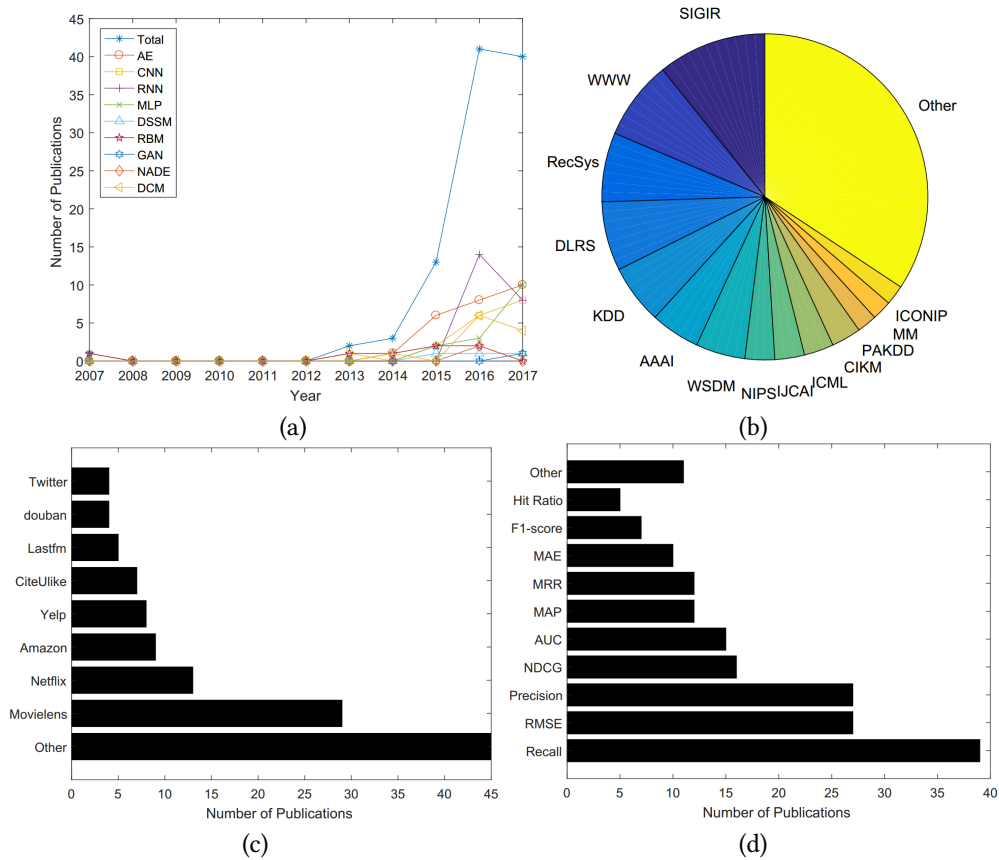 45
40
35
30
25
20
15
10
5
0
Number of Publications
Total
AE
CNN
RNN
MLP
DSSM
RBM
GAN
NADE
DCM
2007 2008 2009 2010 2011 2012 2013 2014 2015 2016 2017
Year
(a)
SIGIR
WWW
RecSys
DLRS
KDD
AAAI
WSDM
NIPS
IJCAI
ICML
CIKM
PAKDD
MM
ICONIP
Other
(b)
Twitter
douban
Lastfm
CiteUlike
Yelp
Amazon
Netflix
Movielens
Other
0 5 10 15 20 25 30 35 40 45
Number of Publications
(c)
Other
Hit Ratio
F1-score
MAE
MRR
MAP
AUC
NDCG
Precision
RMSE
Recall
0 5 10 15 20 25 30 35 40
Number of Publications
(d)